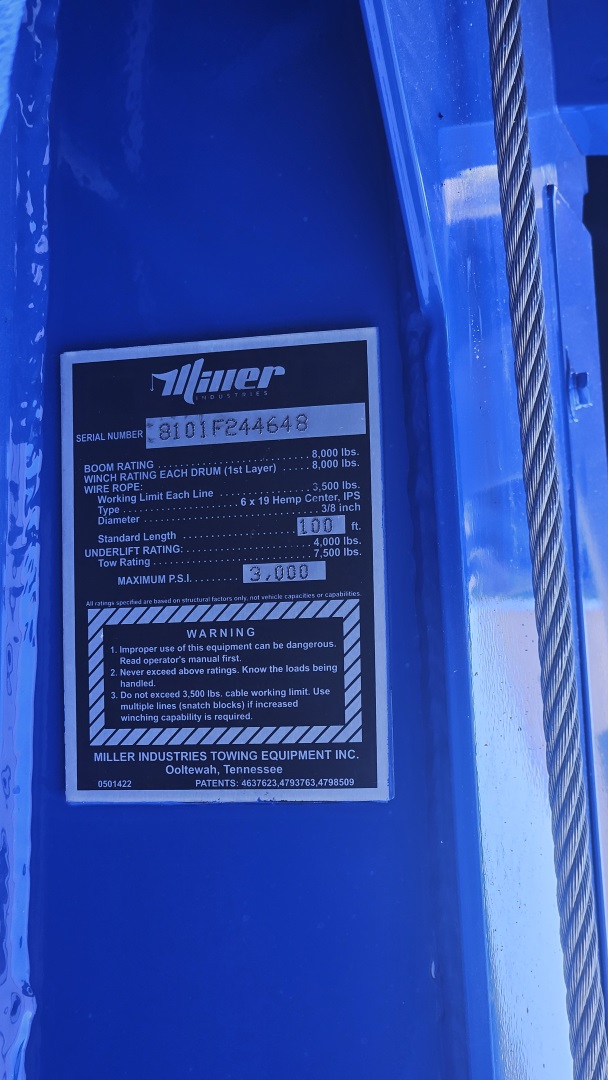 Miller
INDUSTRIES
SERIAL NUMBER 8101F244648
BOOM RATING ........................ 8,000 lbs.
WINCH RATING EACH DRUM (1st Layer) ..... 8,000 lbs.
WIRE ROPE:
Working Limit Each Line ................ 3,500 lbs.
Type ..................... 6 x 19 Hemp Center, IPS
Diameter ............................ 3/8 inch
Standard Length ..................... 100 ft.
UNDERLIFT RATING: ..................... 4,000 lbs.
Tow Rating ........................... 7,500 lbs.
MAXIMUM P.S.I. ........ 3,000
All ratings specified are based on structural factors only, not vehicle capacities or capabilities.
WARNING
1. Improper use of this equipment can be dangerous.
Read operator's manual first.
2. Never exceed above ratings. Know the loads being
handled.
3. Do not exceed 3,500 lbs. cable working limit. Use
multiple lines (snatch blocks) if increased
winching capability is required.
MILLER INDUSTRIES TOWING EQUIPMENT INC.
Ooltewah, Tennessee
0501422 PATENTS: 4637623,4793763,4798509